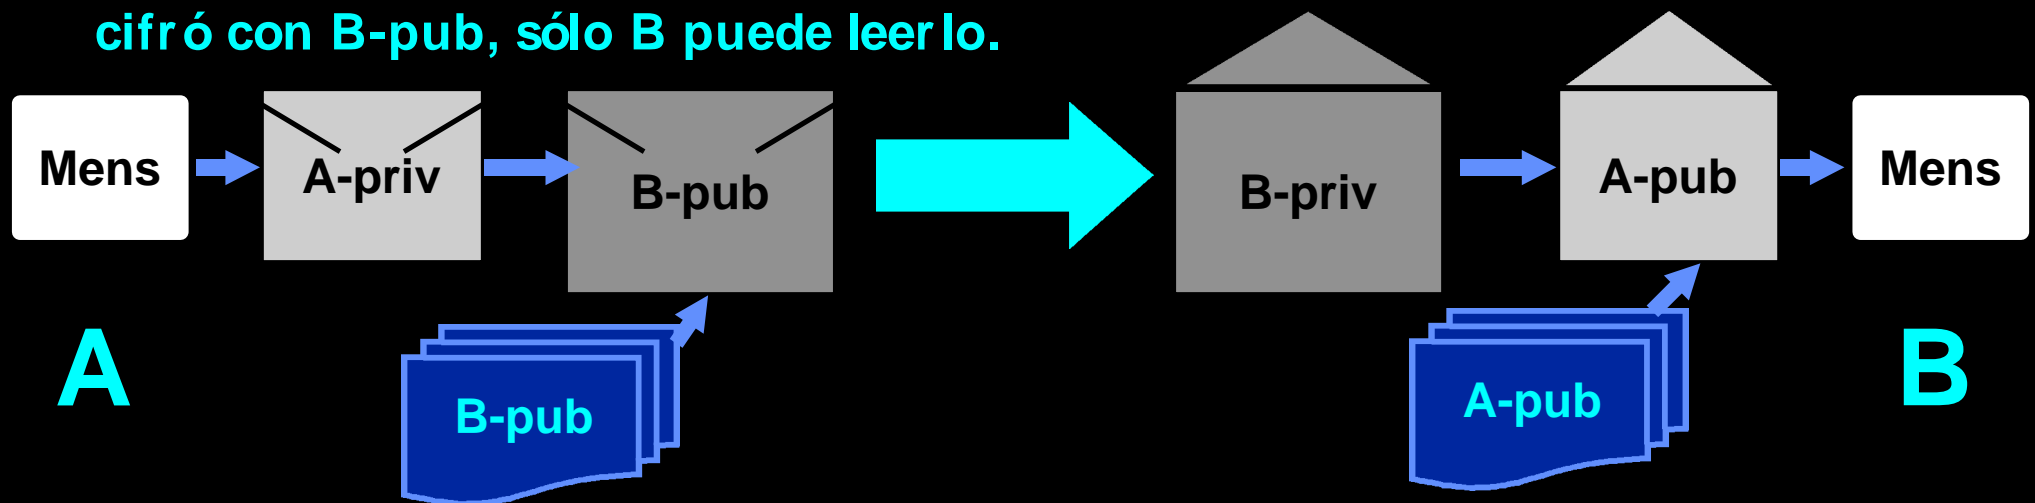 cifró con B-pub, sólo B puede leerlo.
Mens
A-priv
B-pub
B-priv
A-pub
Mens
A
B-pub
A-pub
B